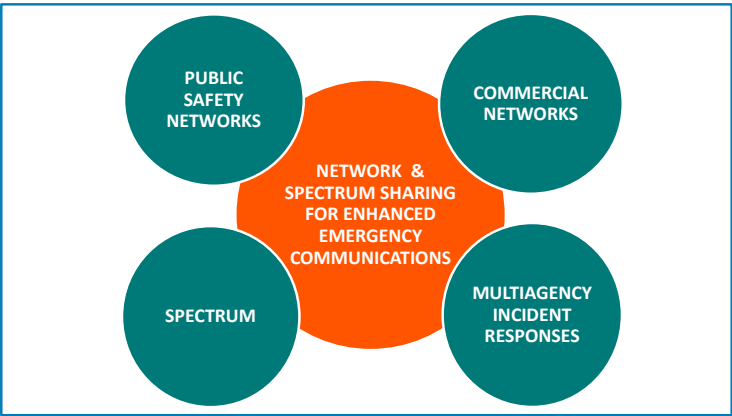 PUBLIC
SAFETY
NETWORKS
COMMERCIAL
NETWORKS
NETWORK &
SPECTRUM SHARING
FOR ENHANCED
EMERGENCY
COMMUNICATIONS
SPECTRUM
MULTIAGENCY
INCIDENT
RESPONSES